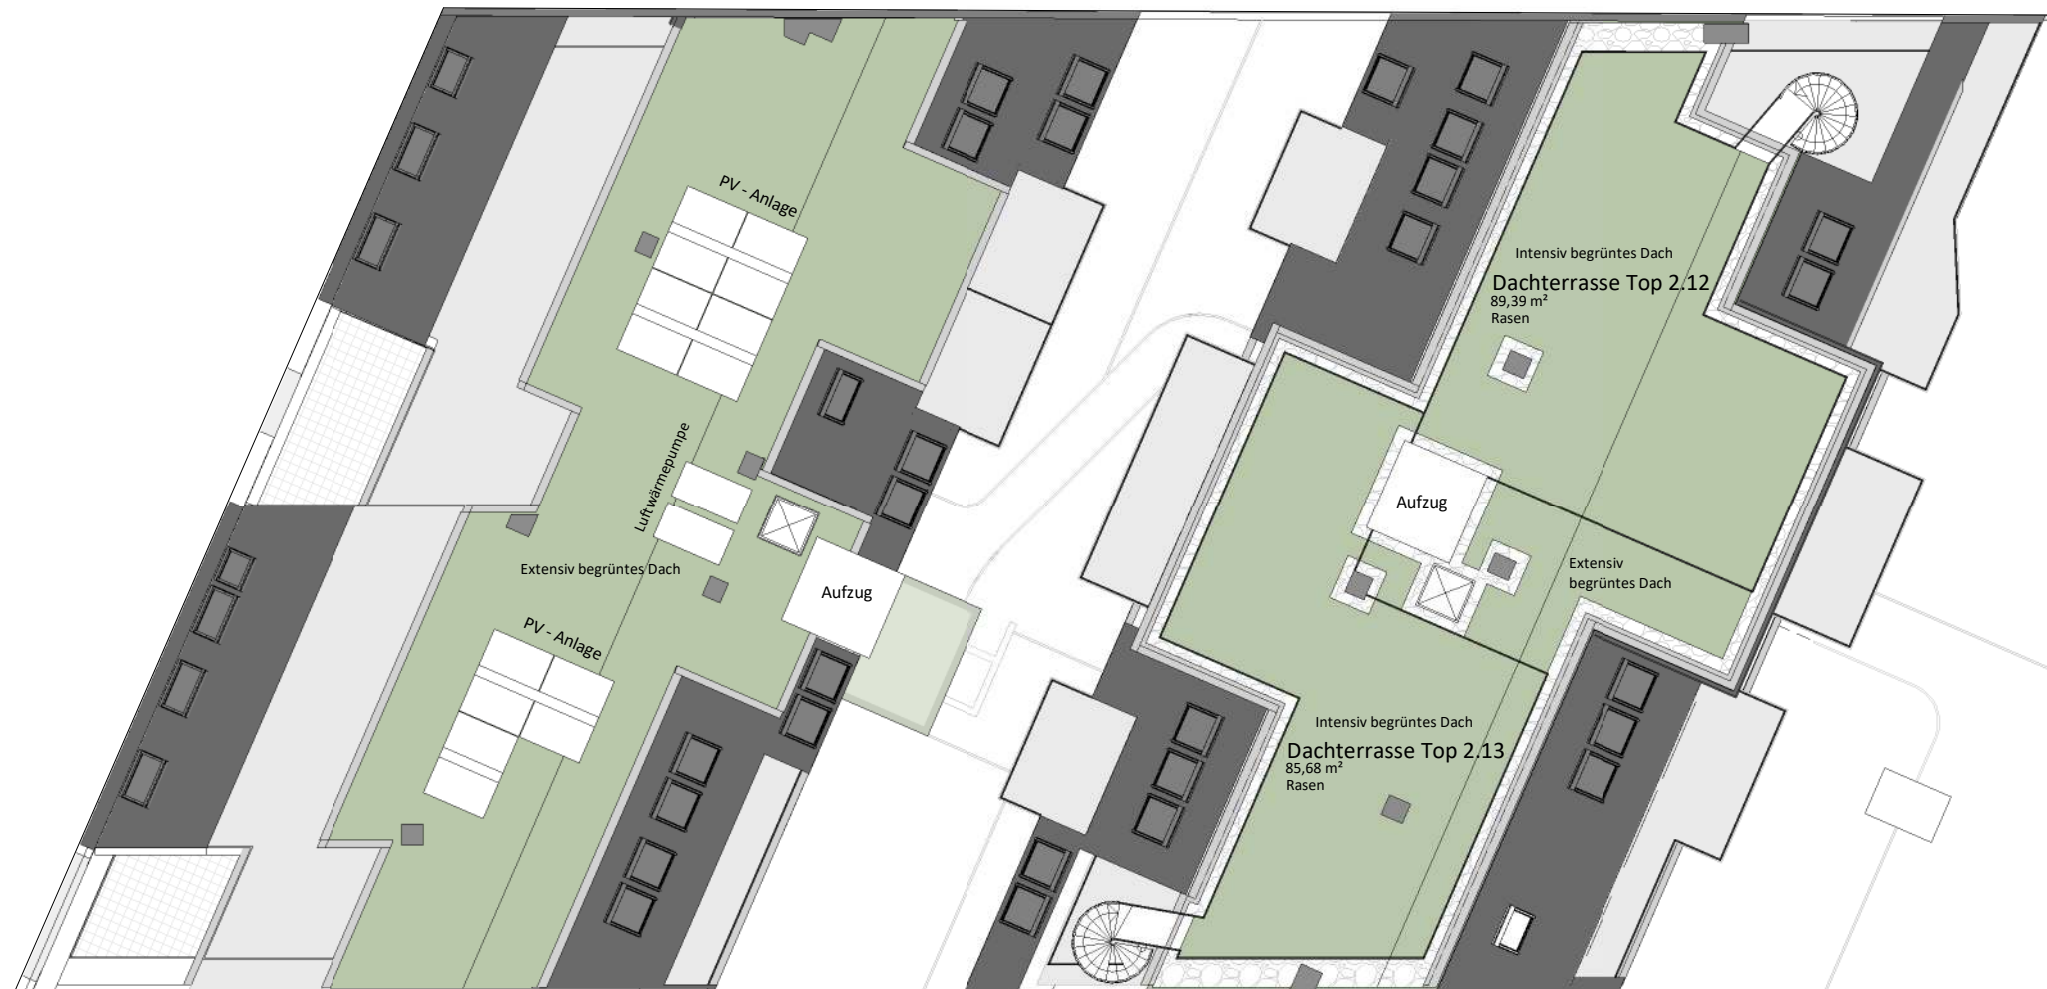 PV - Anlage
Luftwärmepumpe
Extensiv begrüntes Dach
Aufzug
PV - Anlage
Intensiv begrüntes Dach
Dachterrasse Top 2.12
89,39 m²
Rasen
Aufzug
Extensiv
begrüntes Dach
Intensiv begrüntes Dach
Dachterrasse Top 2.13
85,68 m²
Rasen